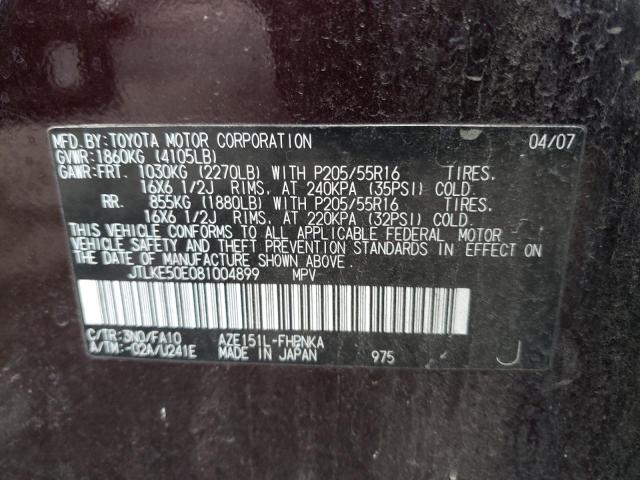 MFD.BY:TOYOTA MOTOR CORPORATION 04/07
GVWR:1860KG (4105LB)
GAWR:FRT. 1030KG (2270LB) WITH P205/55R16 TIRES,
16X6 1/2J RIMS, AT 240KPA (35PSI) COLD.
RR. 855KG (1880LB) WITH P205/55R16 TIRES,
16X6 1/2J RIMS, AT 220KPA (32PSI) COLD.
THIS VEHICLE CONFORMS TO ALL APPLICABLE FEDERAL MOTOR
VEHICLE SAFETY AND THEFT PREVENTION STANDARDS IN EFFECT ON
THE DATE OF MANUFACTURE SHOWN ABOVE.
JTLKE50E081004899 MPV
C/TR:3N0/FA10 AZE151L-FHPNKA
A/TM:-02A/U241E MADE IN JAPAN 975 J